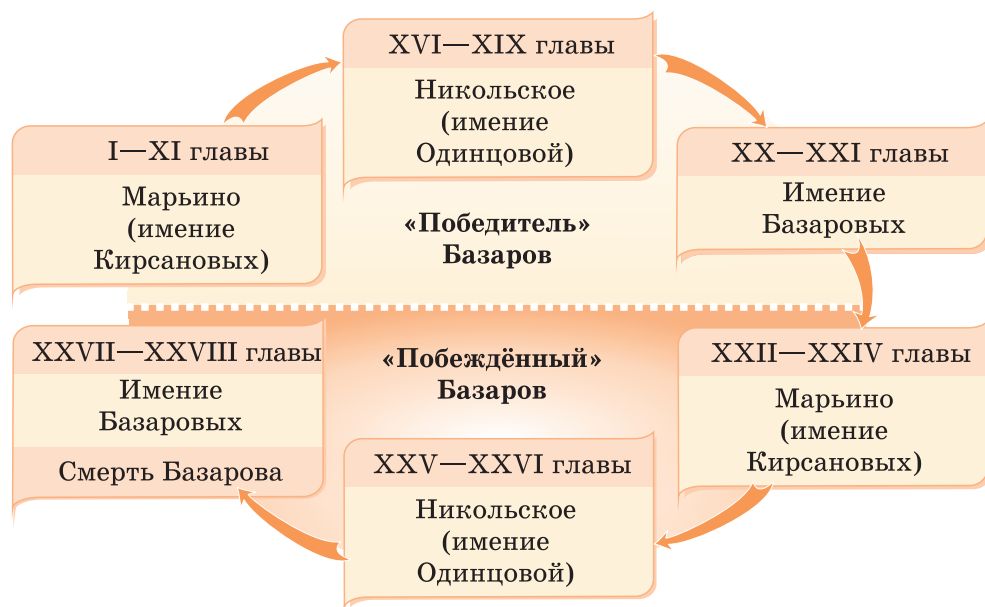 XVI—XIX главы
Никольское
(имение
Одинцовой)
I—XI главы
Марьино
(имение
Кирсановых)
XX—XXI главы
Имение
Базаровых
«Победитель»
Базаров
«Побеждённый»
Базаров
XXII—XXIV главы
Марьино
(имение
Кирсановых)
XXV—XXVI главы
Никольское
(имение
Одинцовой)
XXVII—XXVIII главы
Имение
Базаровых
Смерть Базарова